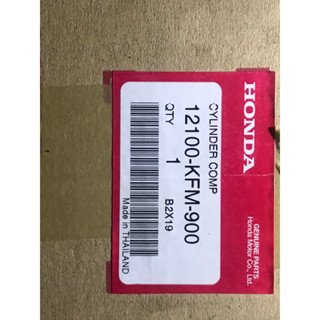 HONDA
GENUINE PARTS
Honda Motor Co., Ltd.
CYLINDER COMP
12100-KFM-900
QTY 1
B2X19
Made in THAILAND